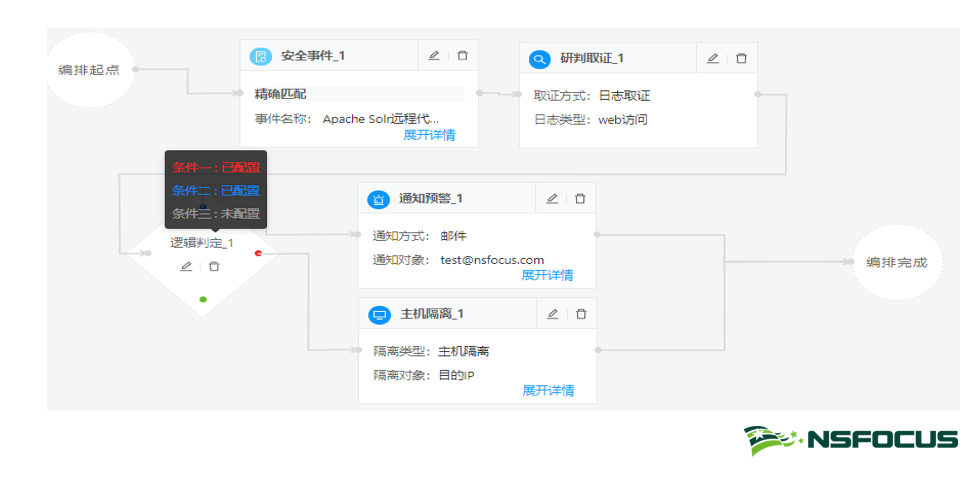 编排起点
安全事件_1
精确匹配
事件名称： Apache Solr远程代...
展开详情
研判取证_1
取证方式： 日志取证
日志类型： web访问
条件一 : 已配置
条件二 : 已配置
条件三 : 未配置
逻辑判定_1
通知预警_1
通知方式： 邮件
通知对象： test@nsfocus.com
展开详情
主机隔离_1
隔离类型： 主机隔离
隔离对象： 目的IP
展开详情
编排完成
NSFOCUS